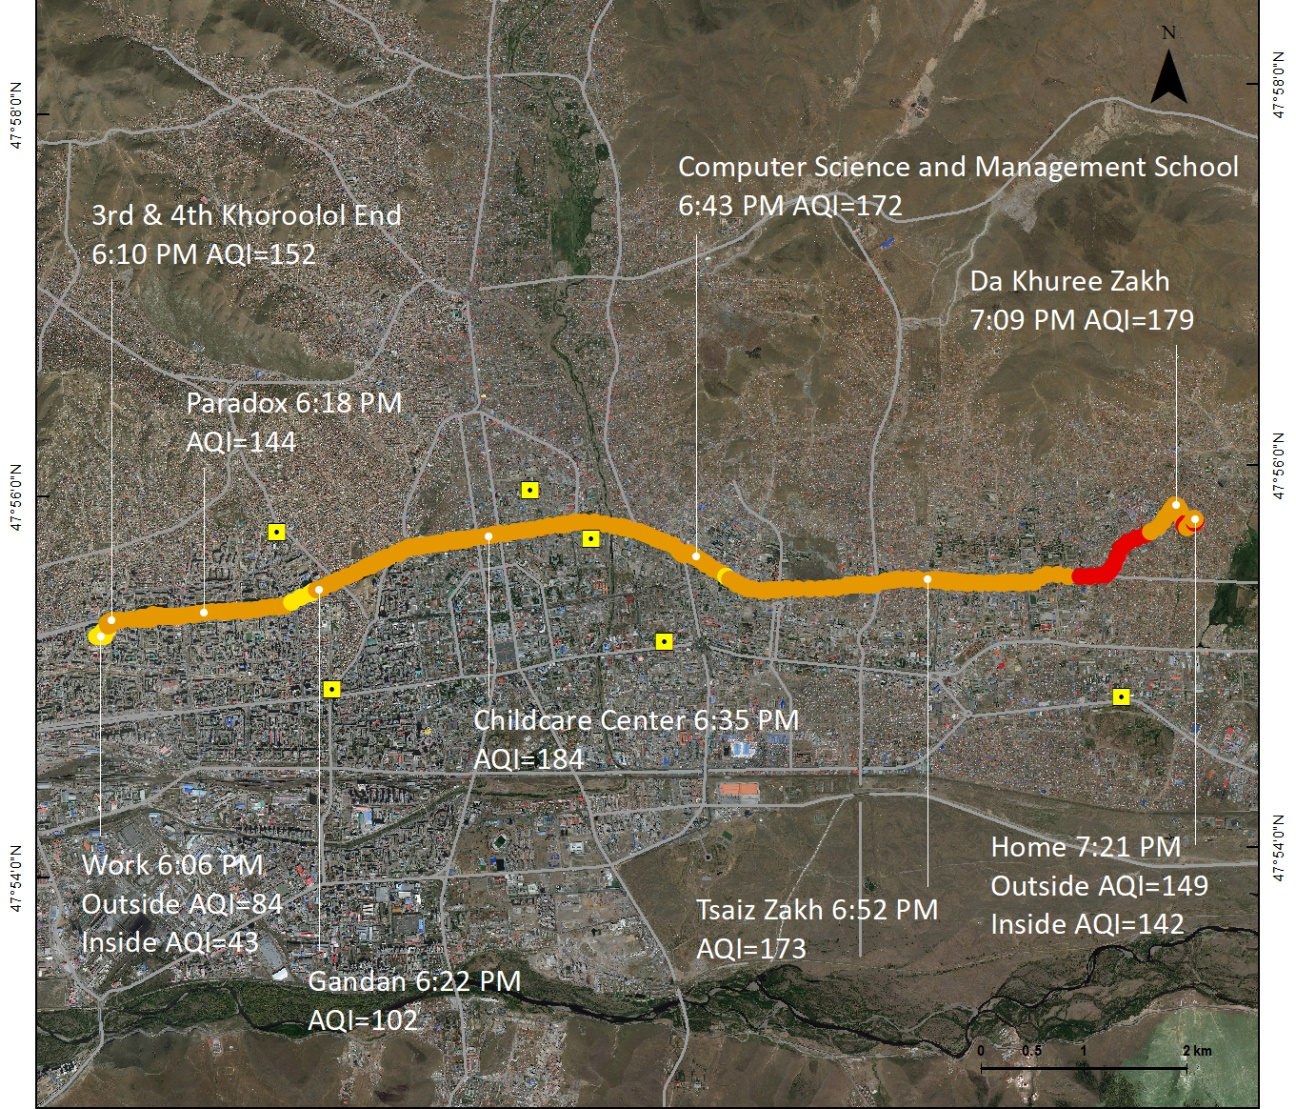 N
47°58'0"N
47°58'0"N
Computer Science and Management School
6:43 PM AQI=172
3rd & 4th Khoroolol End
6:10 PM AQI=152
Da Khuree Zakh
7:09 PM AQI=179
Paradox 6:18 PM
AQI=144
47°56'0"N
47°56'0"N
Childcare Center 6:35 PM
AQI=184
Work 6:06 PM
Outside AQI=84
Inside AQI=43
Home 7:21 PM
Outside AQI=149
Inside AQI=142
47°54'0"N
47°54'0"N
Tsaiz Zakh 6:52 PM
AQI=173
Gandan 6:22 PM
AQI=102
0 0.5 1 2 km